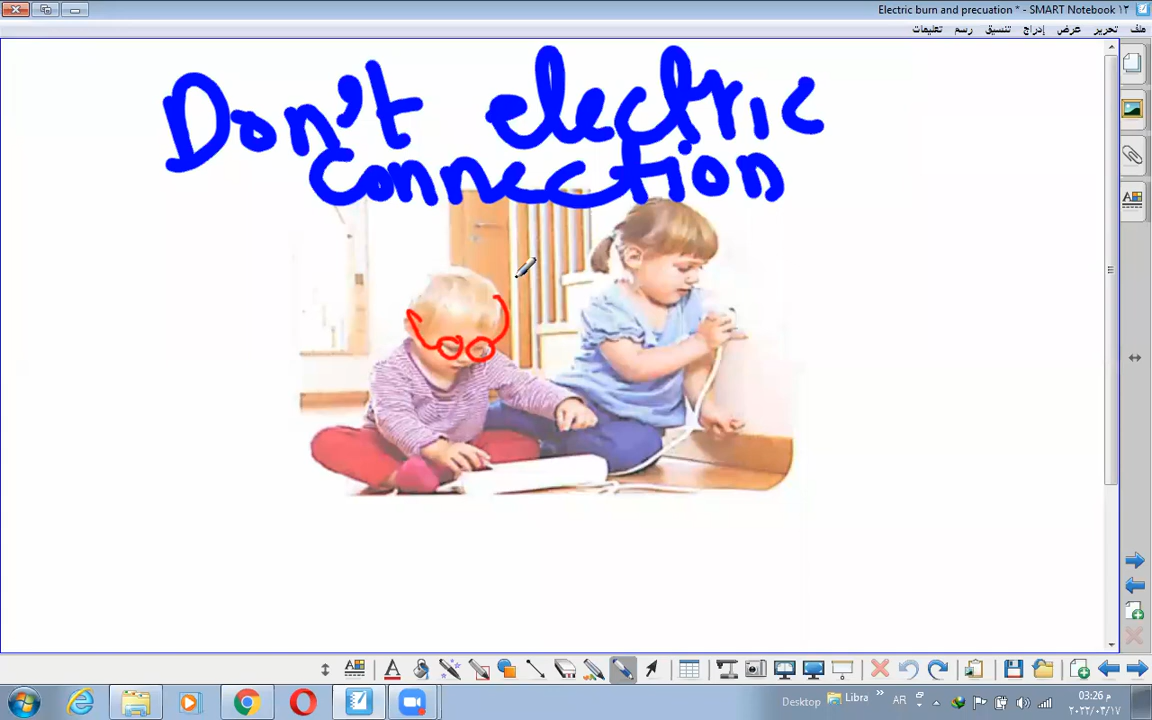 Electric burn and precuation * - SMART Notebook ١٢
ملف تحرير عرض إدراج تنسيق رسم تعليمات
Don't electric
connection
Desktop Libra » AR
03:26 م
٢٠٢٢/٠٣/١٧